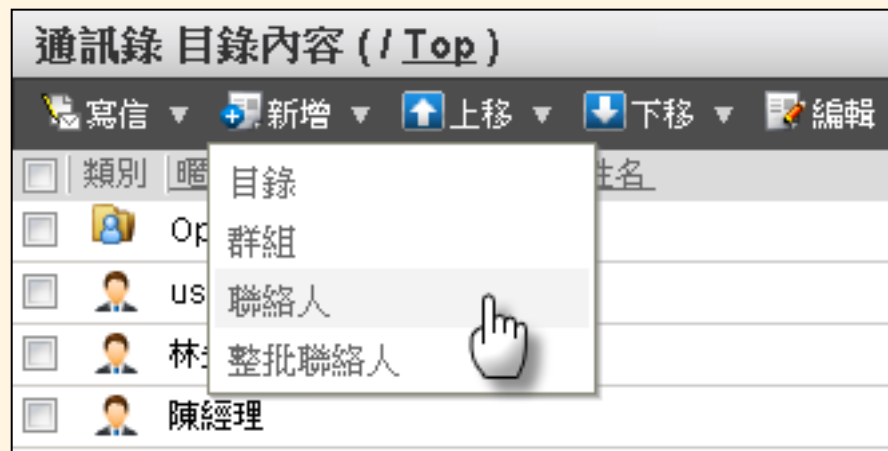 通訊錄 目錄內容 ( / Top )
寫信 ▼ 新增 ▼ 上移 ▼ 下移 ▼ 編輯
類別 暱 姓名
目錄
Op
群組
us
聯絡人
林
整批聯絡人
陳經理